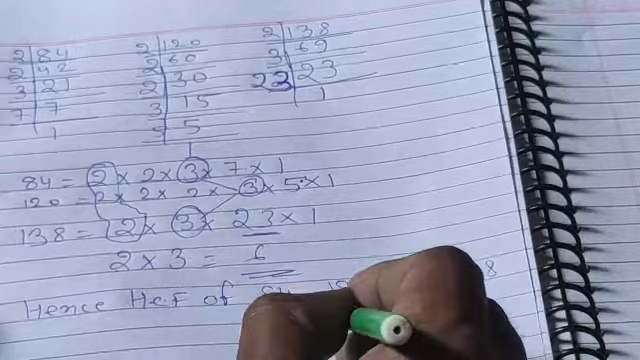 2 | 84
2 | 42
3 | 21
7 | 7
1
2 | 120
2 | 60
2 | 30
3 | 15
5 | 5
1
2 | 138
3 | 69
23 | 23
1
84 = 2 x 2 x 3 x 7 x 1
120 = 2 x 2 x 2 x 3 x 5 x 1
138 = 2 x 3 x 23 x 1
2 x 3 = 6
Hence H.C.F of 8